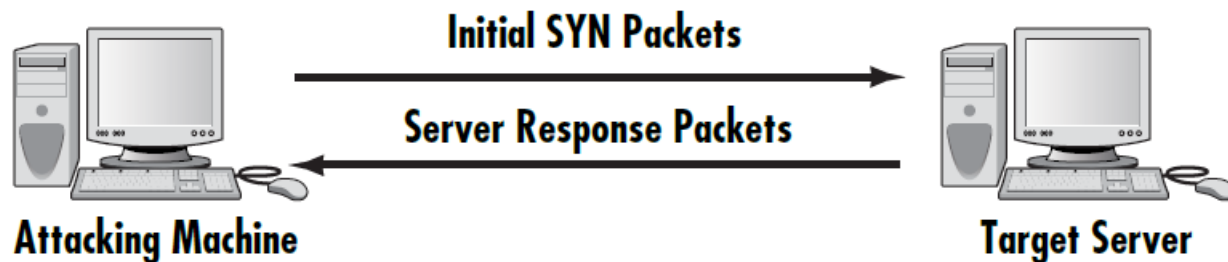 Initial SYN Packets
Server Response Packets
Attacking Machine
Target Server